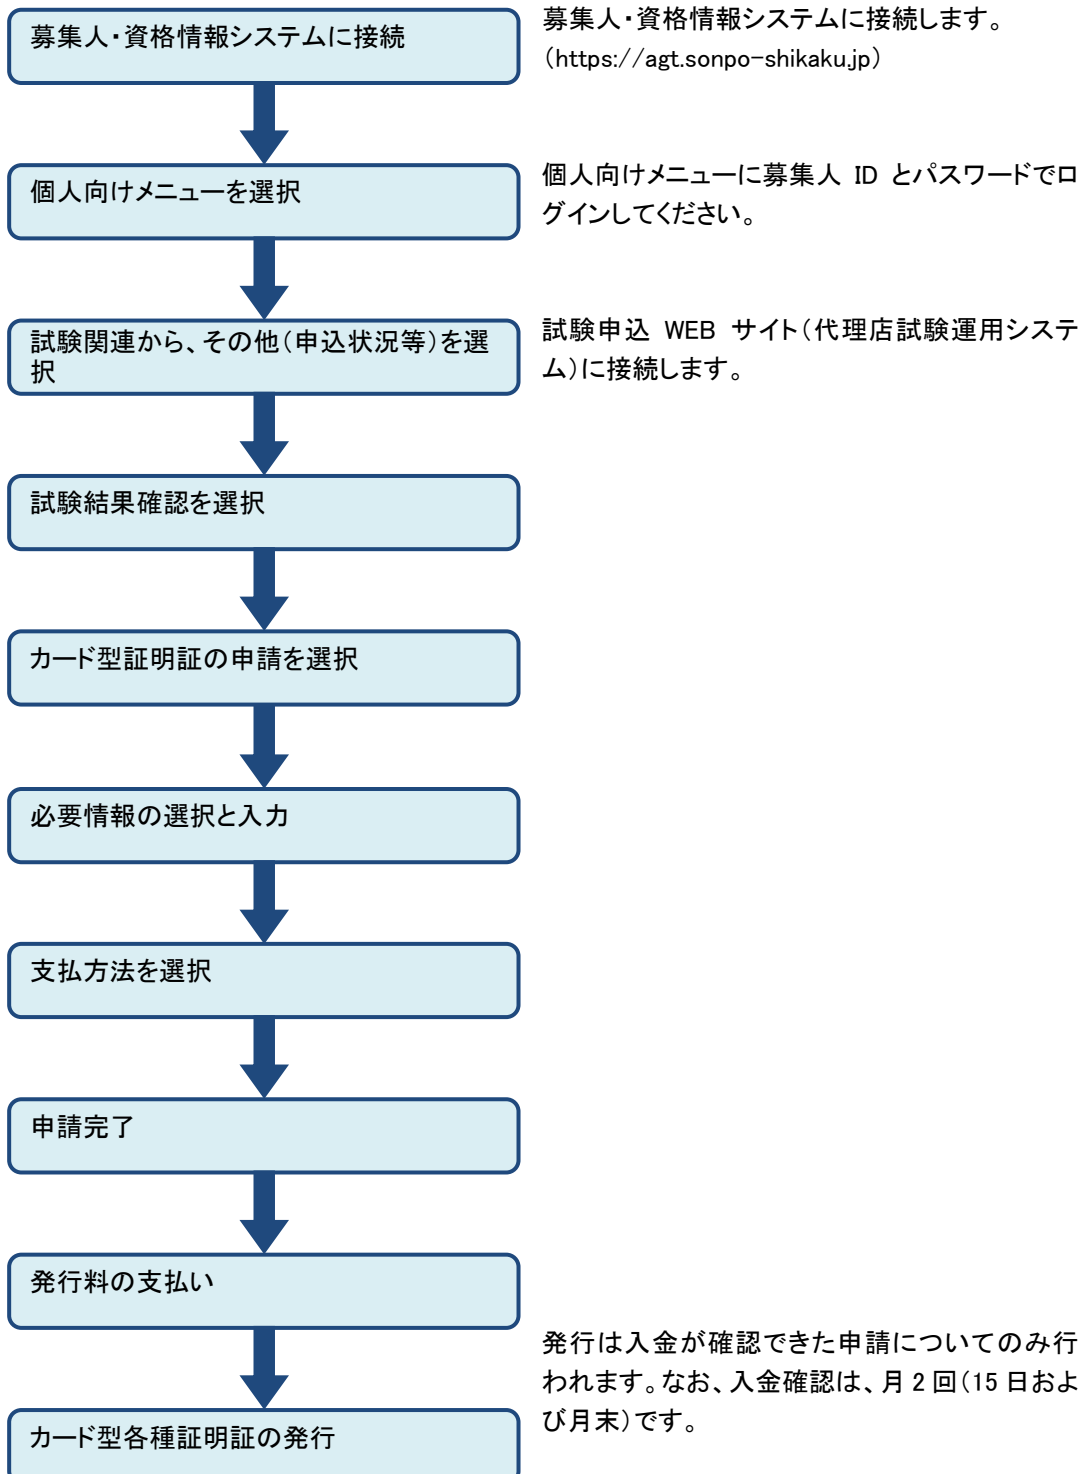 募集人・資格情報システムに接続
募集人・資格情報システムに接続します。
（https://agt.sonpo-shikaku.jp）
個人向けメニューを選択
個人向けメニューに募集人 ID とパスワードでロ
グインしてください。
試験関連から、その他（申込状況等）を選
択
試験申込 WEB サイト（代理店試験運用システ
ム）に接続します。
試験結果確認を選択
カード型証明証の申請を選択
必要情報の選択と入力
支払方法を選択
申請完了
発行料の支払い
発行は入金が確認できた申請についてのみ行
われます。なお、入金確認は、月 2 回（15 日およ
び月末）です。
カード型各種証明証の発行